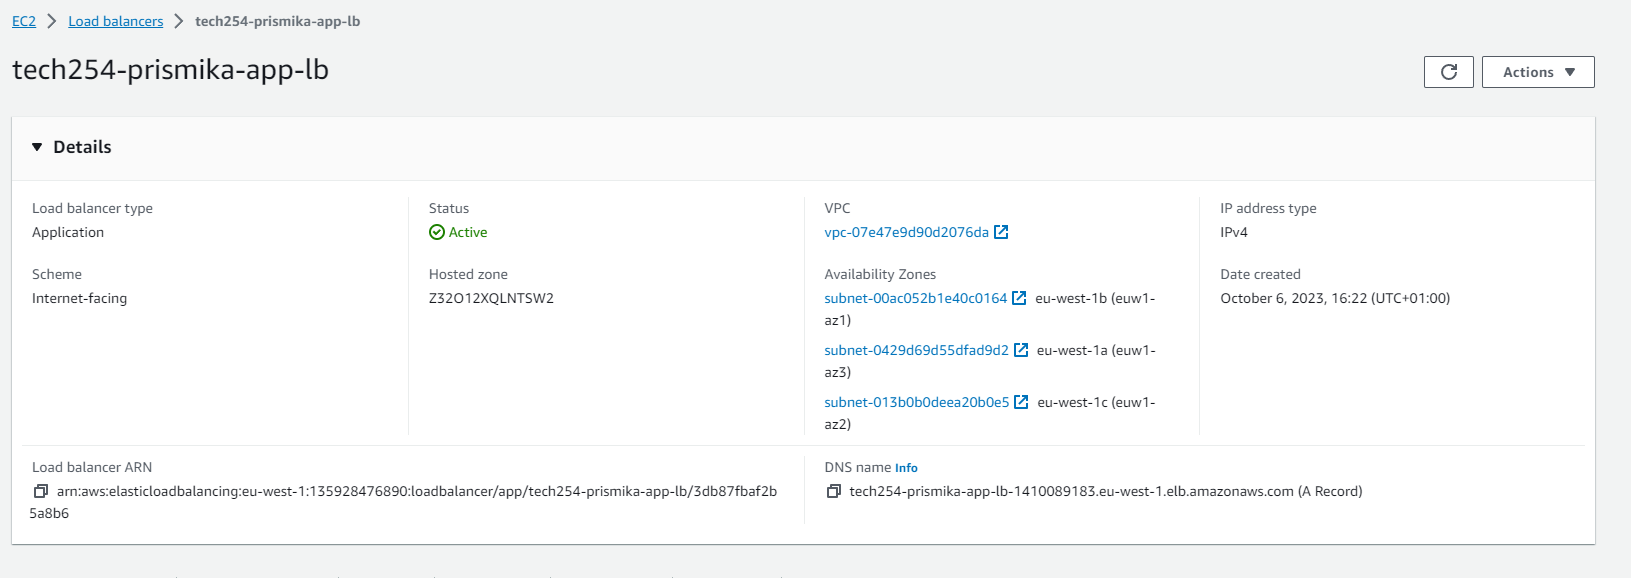 EC2 > Load balancers > tech254-prismika-app-lb
tech254-prismika-app-lb
Actions
Details
Load balancer type
Application
Scheme
Internet-facing
Status
Active
Hosted zone
Z32O12XQLNTSW2
VPC
vpc-07e47e9d90d2076da
Availability Zones
subnet-00ac052b1e40c0164 eu-west-1b (euw1-
az1)
subnet-0429d69d55dfad9d2 eu-west-1a (euw1-
az3)
subnet-013b0b0deea20b0e5 eu-west-1c (euw1-
az2)
IP address type
IPv4
Date created
October 6, 2023, 16:22 (UTC+01:00)
Load balancer ARN
arn:aws:elasticloadbalancing:eu-west-1:135928476890:loadbalancer/app/tech254-prismika-app-lb/3db87fbaf2b
5a8b6
DNS name Info
tech254-prismika-app-lb-1410089183.eu-west-1.elb.amazonaws.com (A Record)